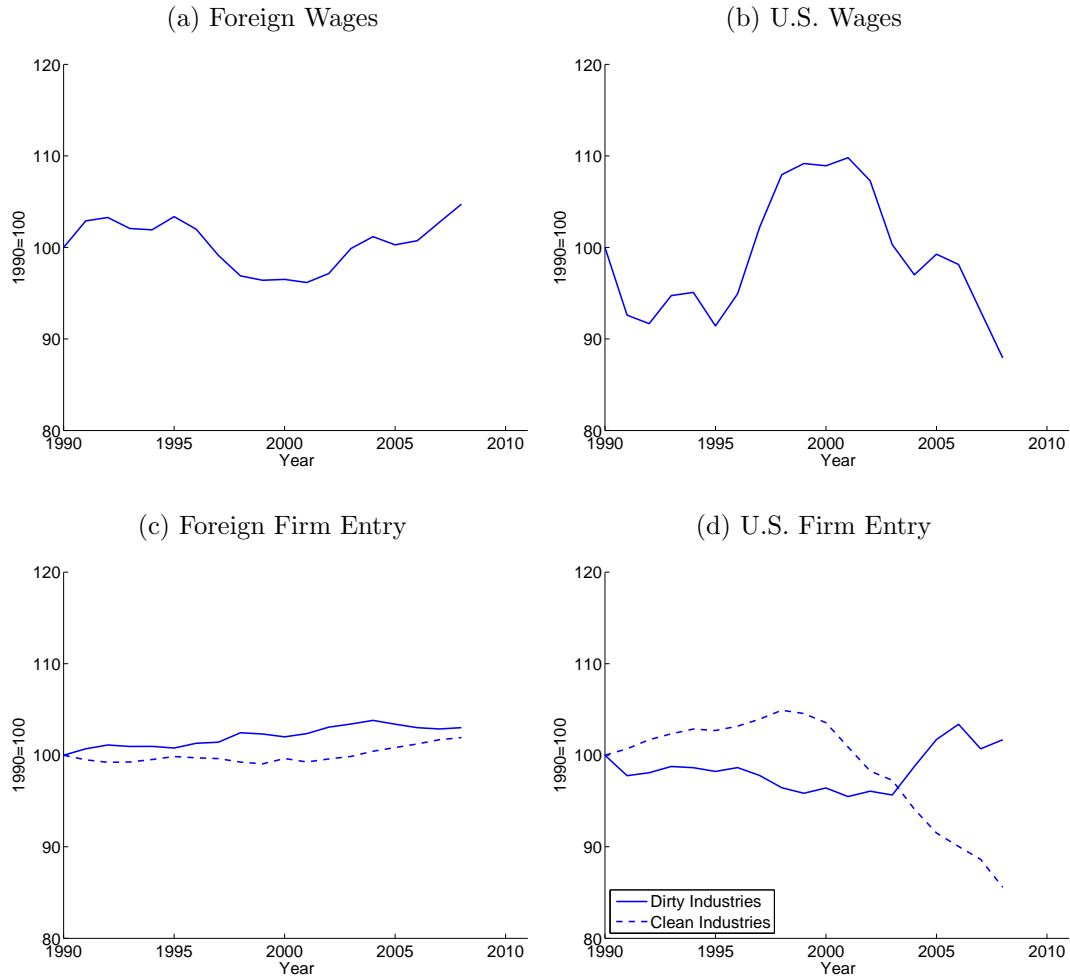 (a) Foreign Wages
120
110
100
90
80
1990=100
1990 1995 2000 2005 2010
Year
(b) U.S. Wages
120
110
100
90
80
1990=100
1990 1995 2000 2005 2010
Year
(c) Foreign Firm Entry
120
110
100
90
80
1990=100
1990 1995 2000 2005 2010
Year
(d) U.S. Firm Entry
120
110
100
90
80
1990=100
Dirty Industries
Clean Industries
1990 1995 2000 2005 2010
Year